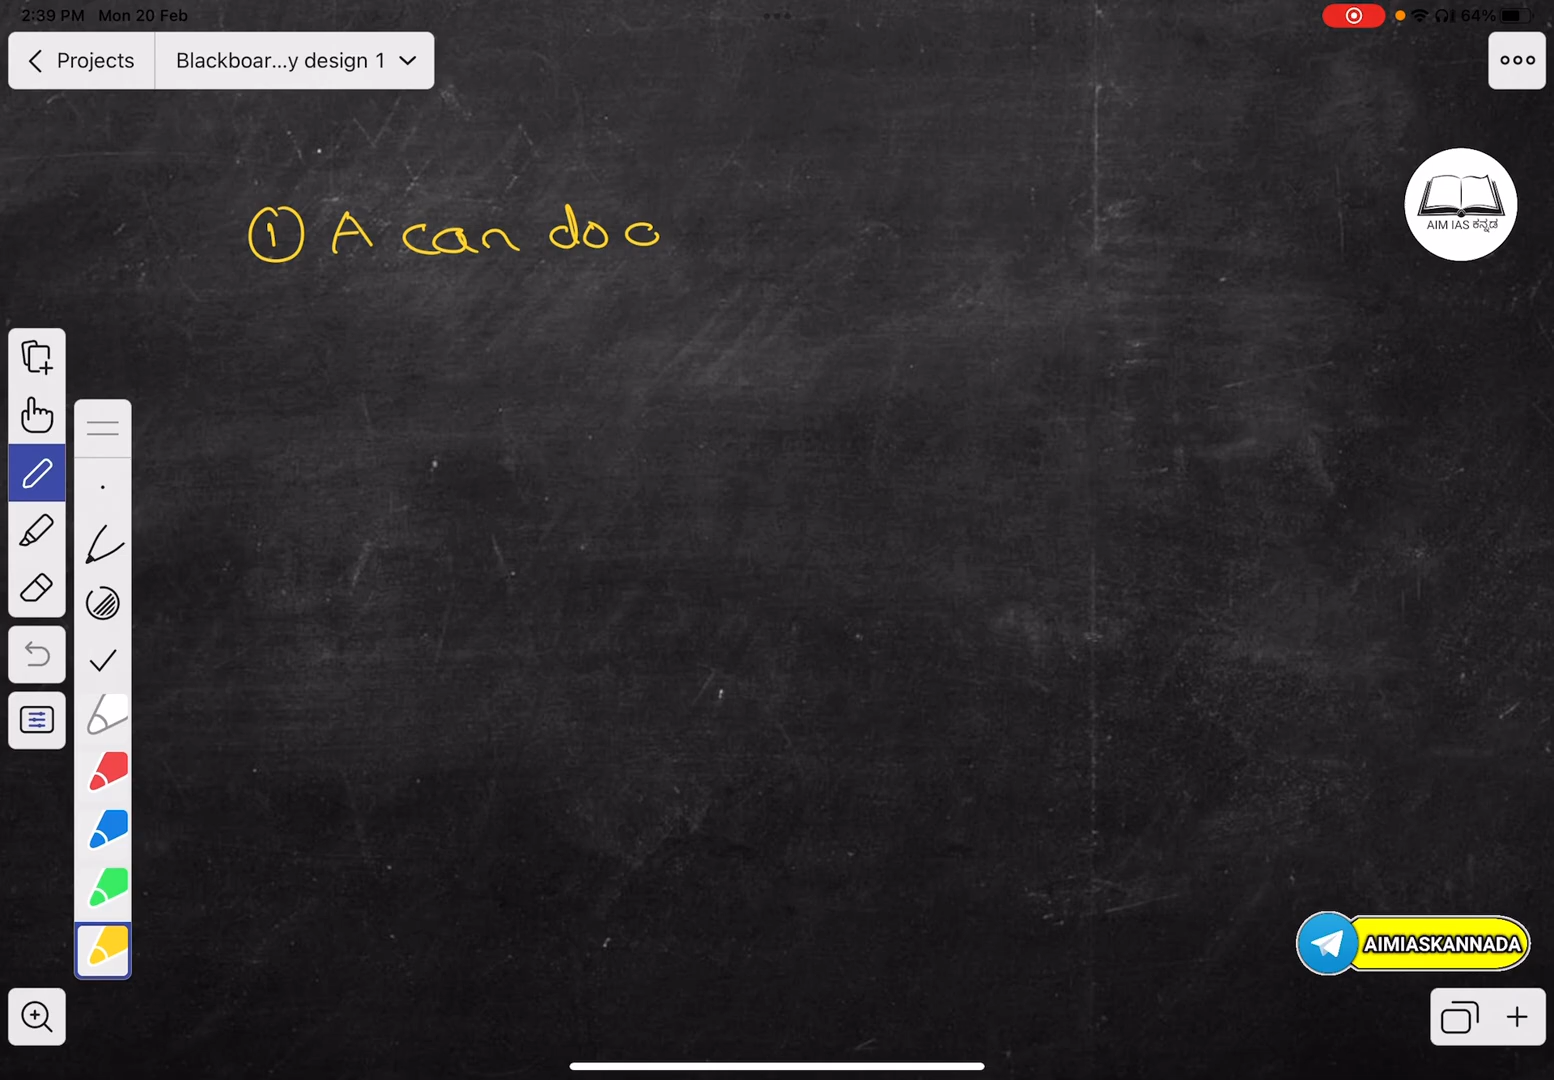 2:39 PM Mon 20 Feb
64%
Projects
Blackboar...y design 1
① A can do
AIM IAS ಕನ್ನಡ
AIMIASKANNADA